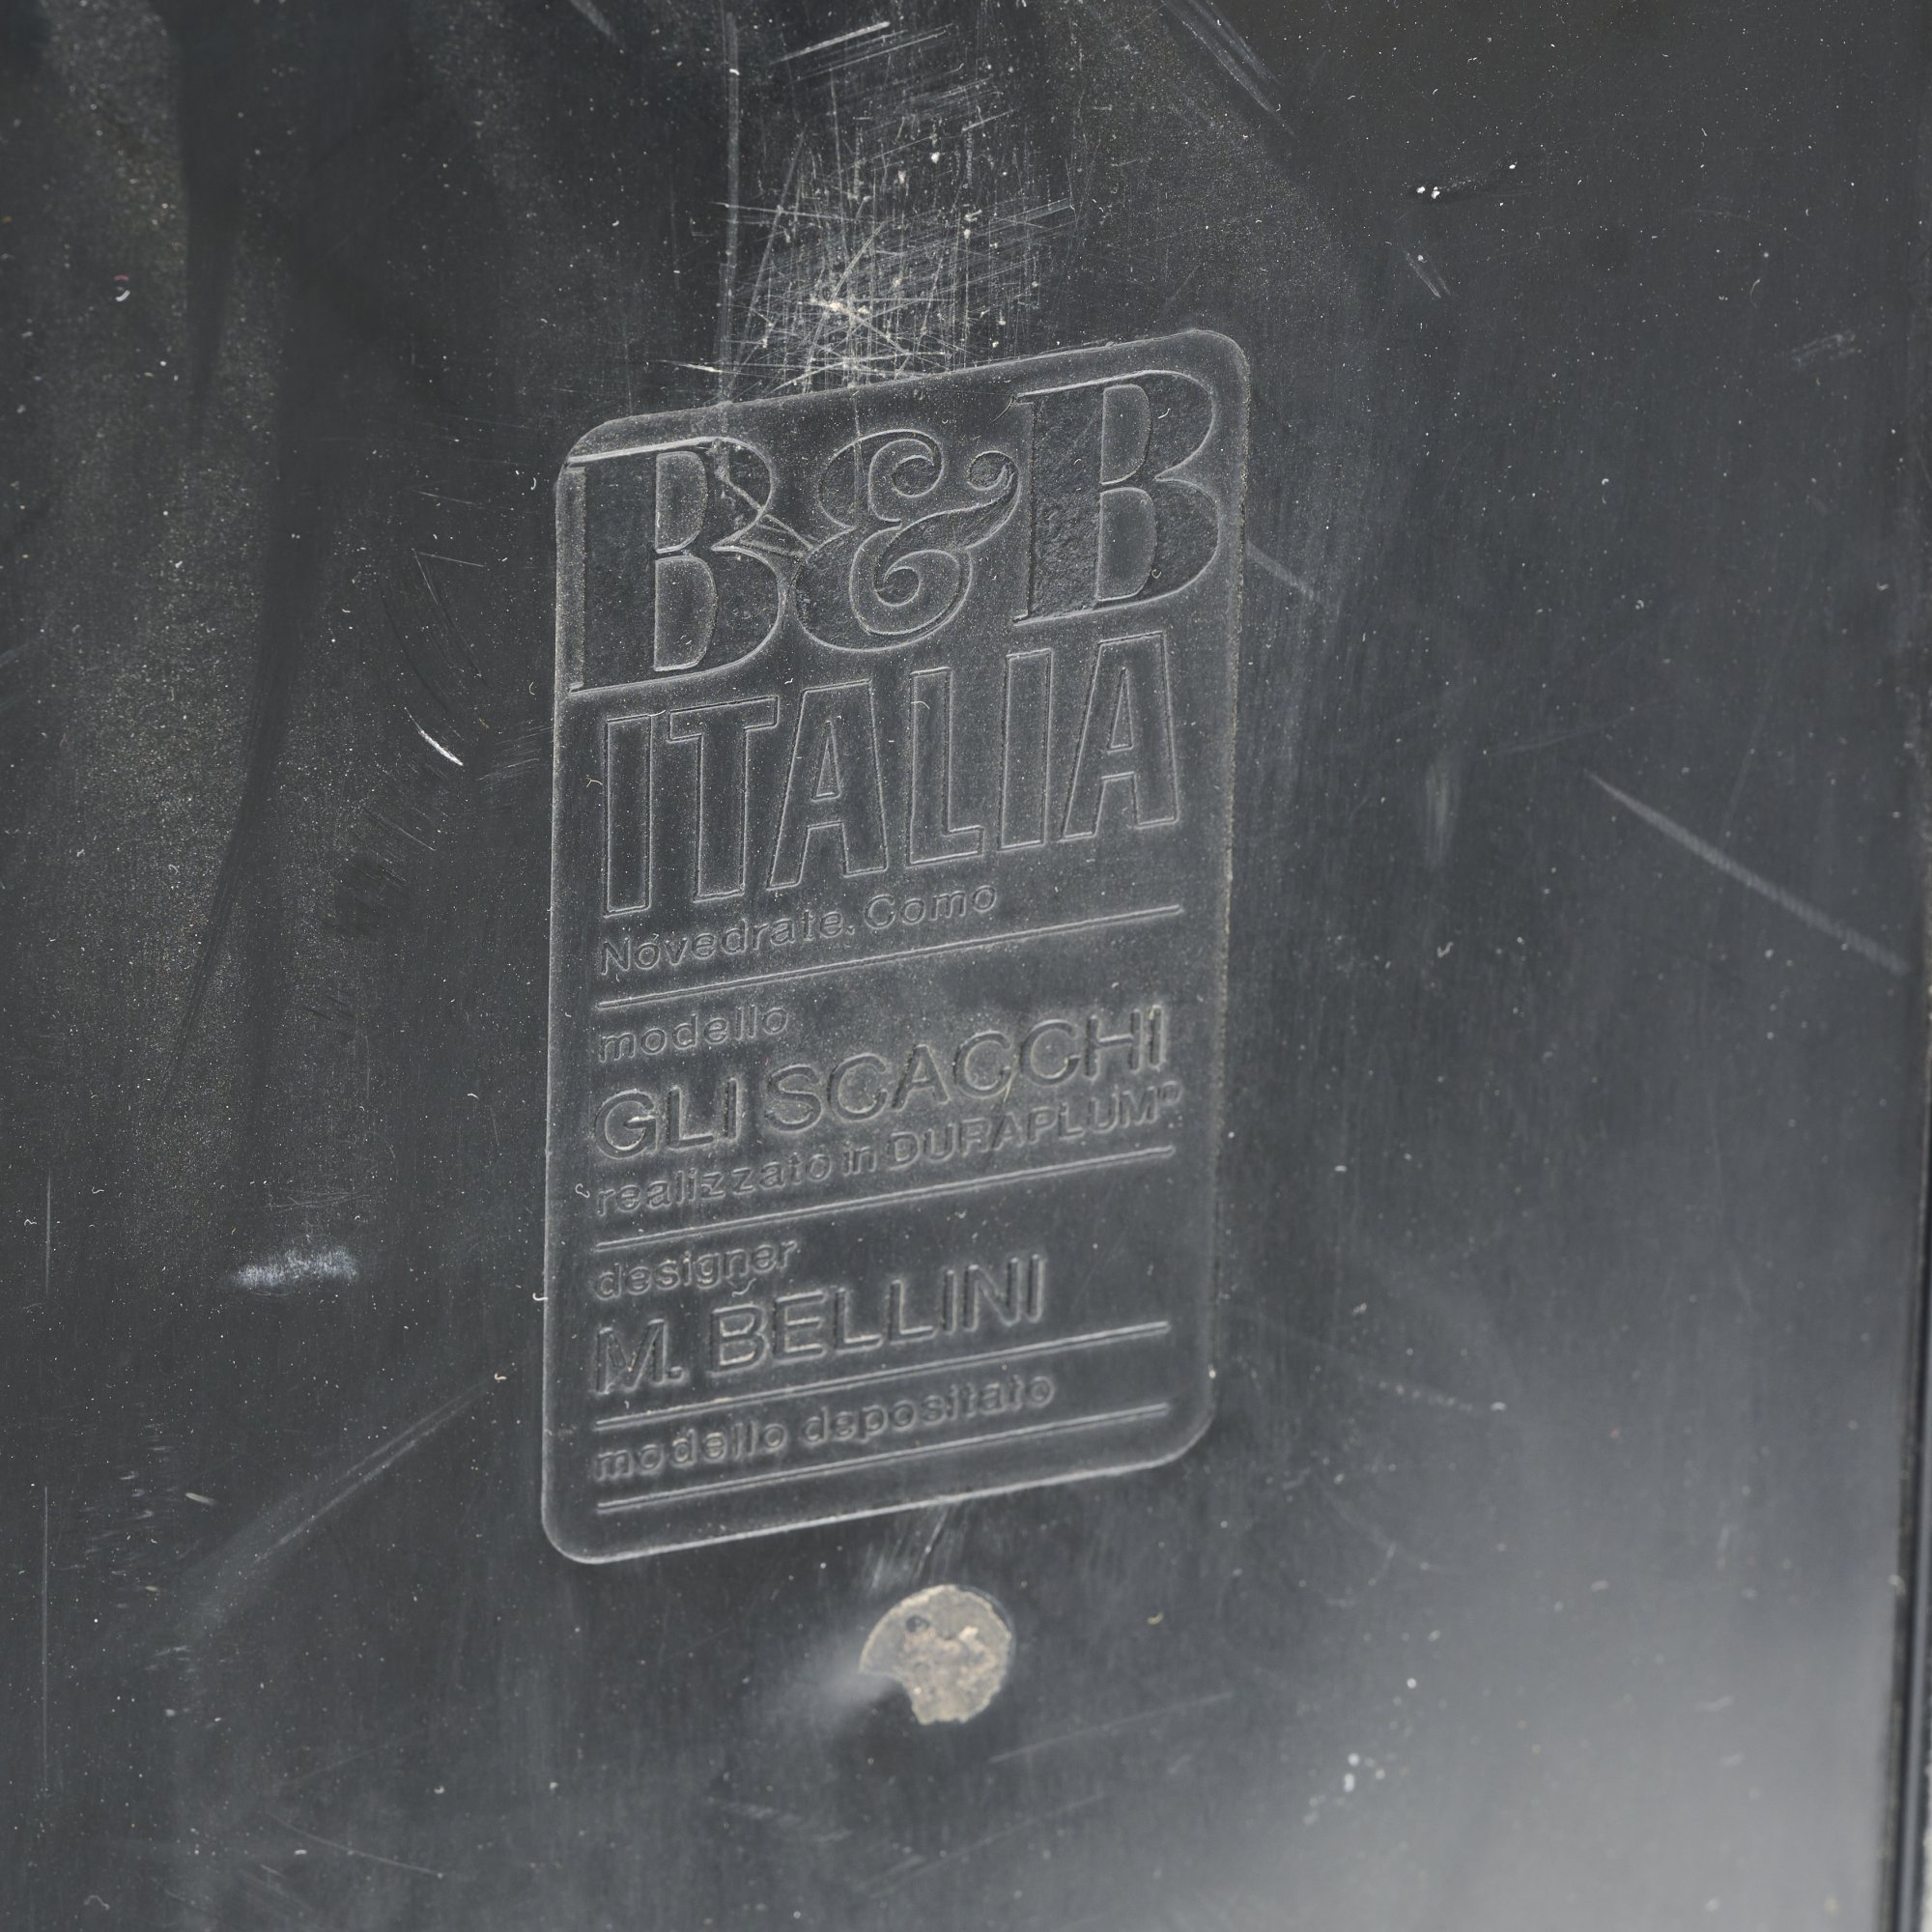 B&B
ITALIA
Novedrate. Como
modello
GLI SCACCHI
realizzato in DURAPLUM®
designer
M. BELLINI
modello depositato